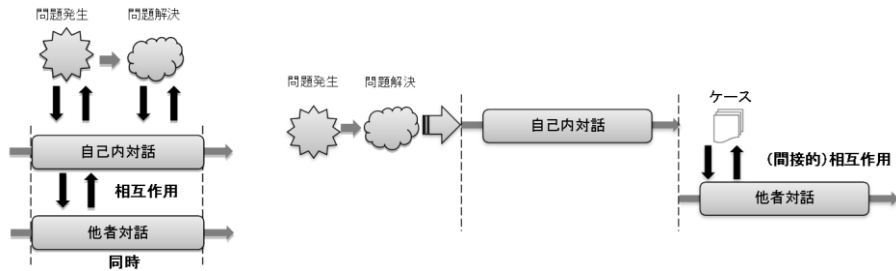 問題発生
問題解決
自己内対話
相互作用
他者対話
同時
問題発生
問題解決
自己内対話
ケース
(間接的)相互作用
他者対話